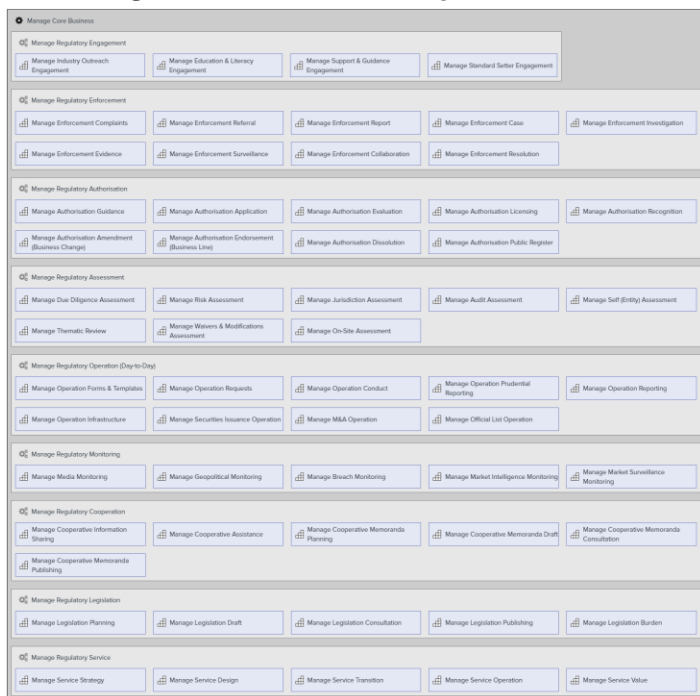 Manage Core Business
Manage Regulatory Engagement
Manage Industry Outreach
Engagement
Manage Education & Literacy
Engagement
Manage Support & Guidance
Engagement
Manage Standard Setter Engagement
Manage Regulatory Enforcement
Manage Enforcement Complaints
Manage Enforcement Referral
Manage Enforcement Report
Manage Enforcement Case
Manage Enforcement Investigation
Manage Enforcement Evidence
Manage Enforcement Surveillance
Manage Enforcement Collaboration
Manage Enforcement Resolution
Manage Regulatory Authorisation
Manage Authorisation Guidance
Manage Authorisation Application
Manage Authorisation Evaluation
Manage Authorisation Licensing
Manage Authorisation Recognition
Manage Authorisation Amendment
(Business Change)
Manage Authorisation Endorsement
(Business Line)
Manage Authorisation Dissolution
Manage Authorisation Public Register
Manage Regulatory Assessment
Manage Due Diligence Assessment
Manage Risk Assessment
Manage Jurisdiction Assessment
Manage Audit Assessment
Manage Self (Entity) Assessment
Manage Thematic Review
Manage Waivers & Modifications
Assessment
Manage On-Site Assessment
Manage Regulatory Operation (Day-to-Day)
Manage Operation Forms & Templates
Manage Operation Requests
Manage Operation Conduct
Manage Operation Prudential
Reporting
Manage Operation Reporting
Manage Operation Infrastructure
Manage Securities Issuance Operation
Manage M&A Operation
Manage Official List Operation
Manage Regulatory Monitoring
Manage Media Monitoring
Manage Geopolitical Monitoring
Manage Breach Monitoring
Manage Market Intelligence Monitoring
Manage Market Surveillance
Monitoring
Manage Regulatory Cooperation
Manage Cooperative Information
Sharing
Manage Cooperative Assistance
Manage Cooperative Memoranda
Planning
Manage Cooperative Memoranda Draft
Manage Cooperative Memoranda
Consultation
Manage Cooperative Memoranda
Publishing
Manage Regulatory Legislation
Manage Legislation Planning
Manage Legislation Draft
Manage Legislation Consultation
Manage Legislation Publishing
Manage Legislation Burden
Manage Regulatory Service
Manage Service Strategy
Manage Service Design
Manage Service Transition
Manage Service Operation
Manage Service Value